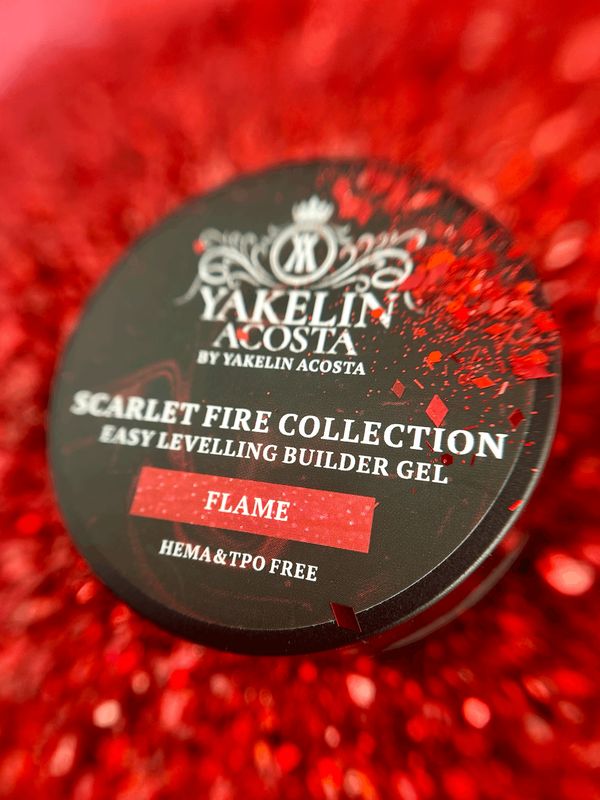 YAKELIN
ACOSTA
BY YAKELIN ACOSTA
SCARLET FIRE COLLECTION
EASY LEVELLING BUILDER GEL
FLAME
HEMA&TPO FREE